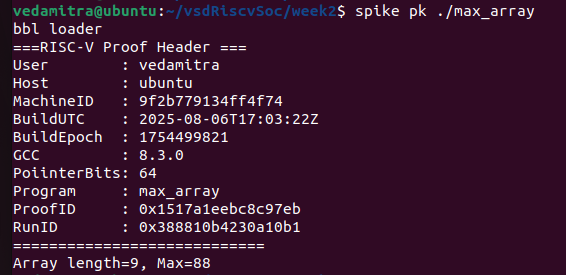 vedamitra@ubuntu:~/vsdRiscvSoc/week2$ spike pk ./max_array
bbl loader
===RISC-V Proof Header ===
User        : vedamitra
Host        : ubuntu
MachineID   : 9f2b779134ff4f74
BuildUTC    : 2025-08-06T17:03:22Z
BuildEpoch  : 1754499821
GCC         : 8.3.0
PoiinterBits: 64
Program     : max_array
ProofID     : 0x1517a1eebc8c97eb
RunID       : 0x388810b4230a10b1
============================
Array length=9, Max=88